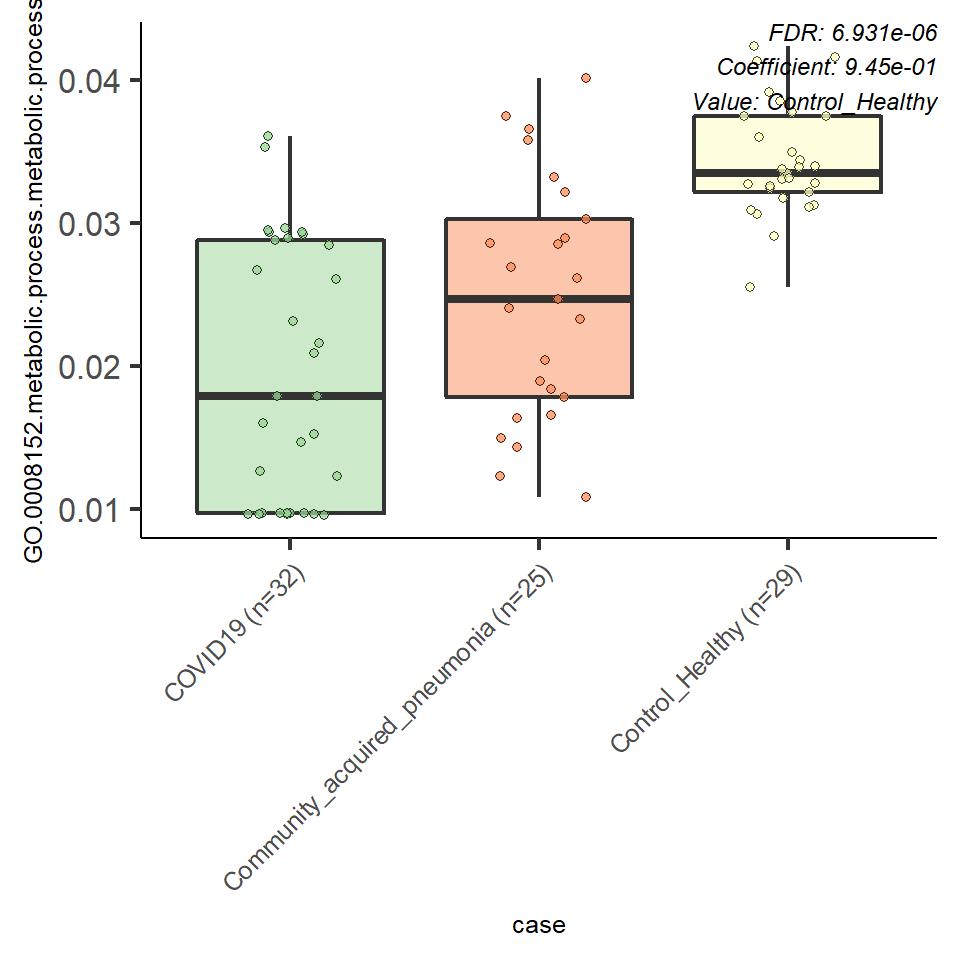 FDR: 6.931e-06
Coefficient: 9.45e-01
Value: Control_Healthy
GO.0008152.metabolic.process.metabolic.process
0.04
0.03
0.02
0.01
COVID19 (n=32)
Community_acquired_pneumonia (n=25)
Control_Healthy (n=29)
case